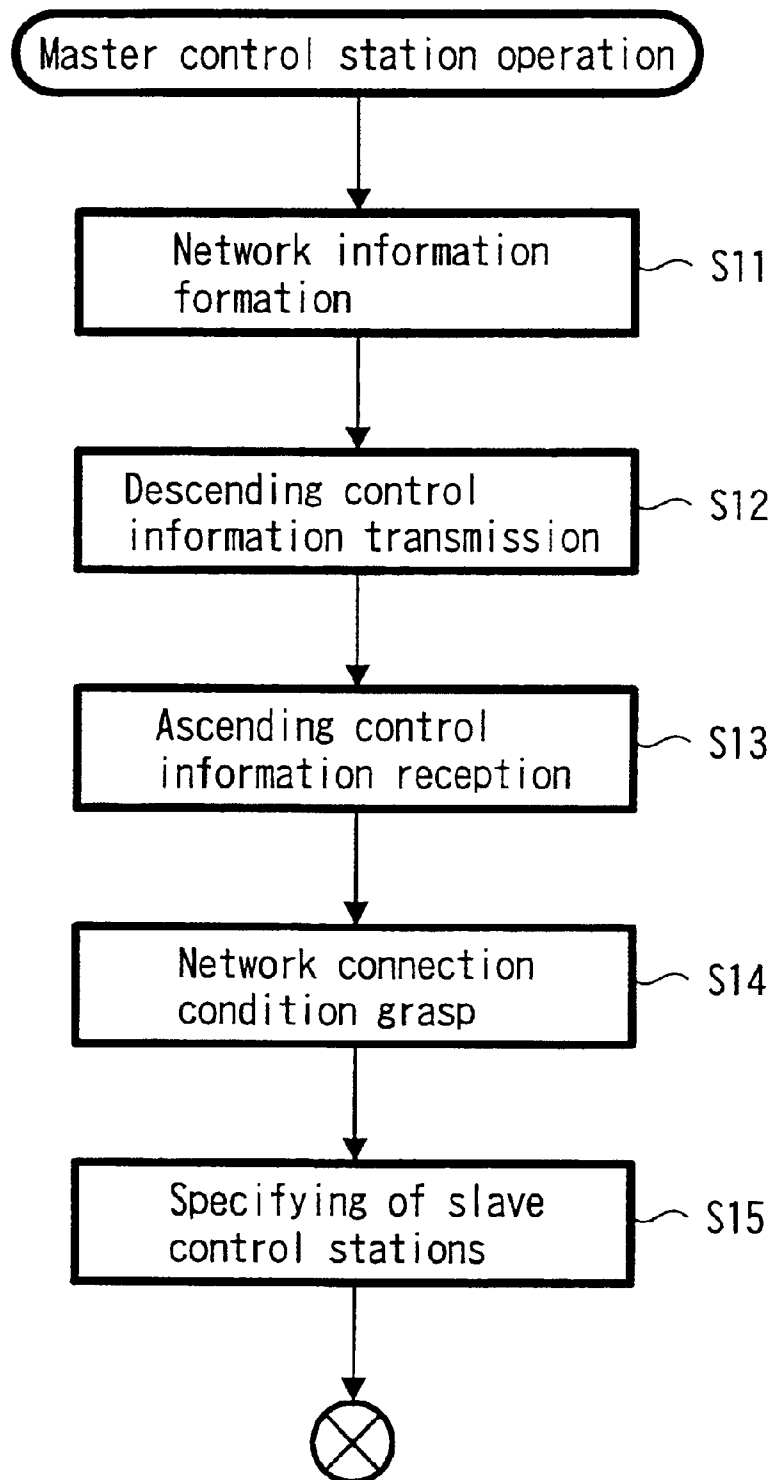 Master control station operation
Network information
formation
S11
Descending control
information transmission
S12
Ascending control
information reception
S13
Network connection
condition grasp
S14
Specifying of slave
control stations
S15